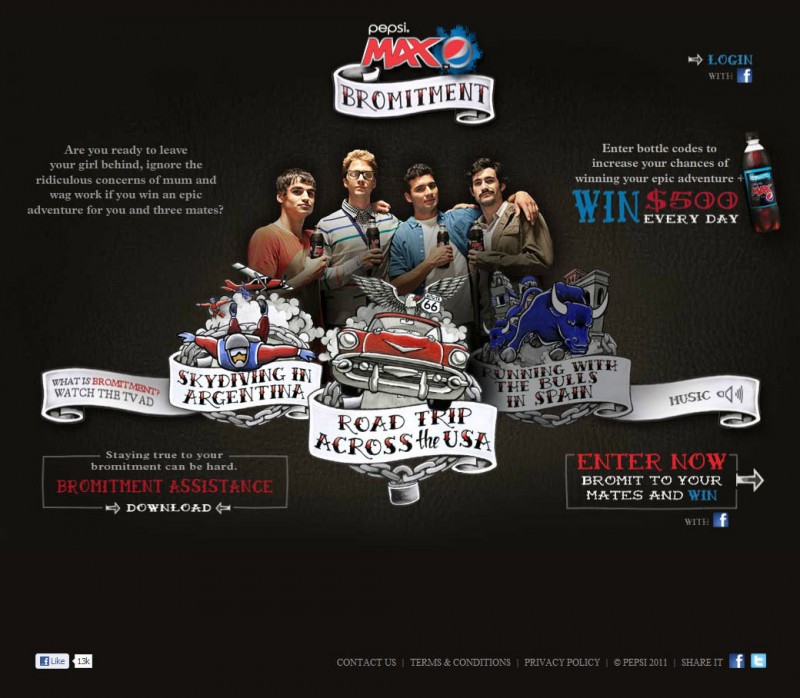 pepsi.
MAX
BROMITMENT
LOGIN
WITH f
Are you ready to leave
your girl behind, ignore the
ridiculous concerns of mum and
wag work if you win an epic
adventure for you and three mates?
Enter bottle codes to
increase your chances of
winning your epic adventure +
WIN $500
EVERY DAY
66
SKYDIVING IN
ARGENTINA
ROAD TRIP
ACROSS the USA
RUNNING WITH
THE BULLS
IN SPAIN
WHAT IS BROMITMENT?
WATCH THE TV AD
MUSIC
Staying true to your
bromitment can be hard.
BROMITMENT ASSISTANCE
DOWNLOAD
ENTER NOW
BROMIT TO YOUR
MATES AND WIN
WITH f
f Like 13k
CONTACT US | TERMS & CONDITIONS | PRIVACY POLICY | © PEPSI 2011 | SHARE IT f t